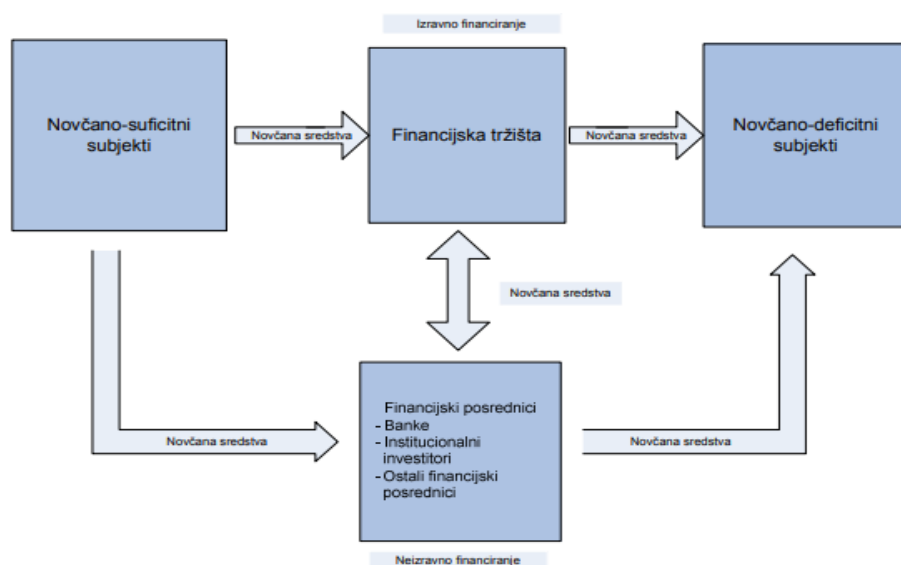 Izravno financiranje
Novčano-suficitni
subjekti
Novčana sredstva
Financijska tržišta
Novčana sredstva
Novčano-deficitni
subjekti
Novčana sredstva
Financijski posrednici
- Banke
- Institucionalni
investitori
- Ostali financijski
posrednici
Novčana sredstva
Novčana sredstva
Neizravno financiranje